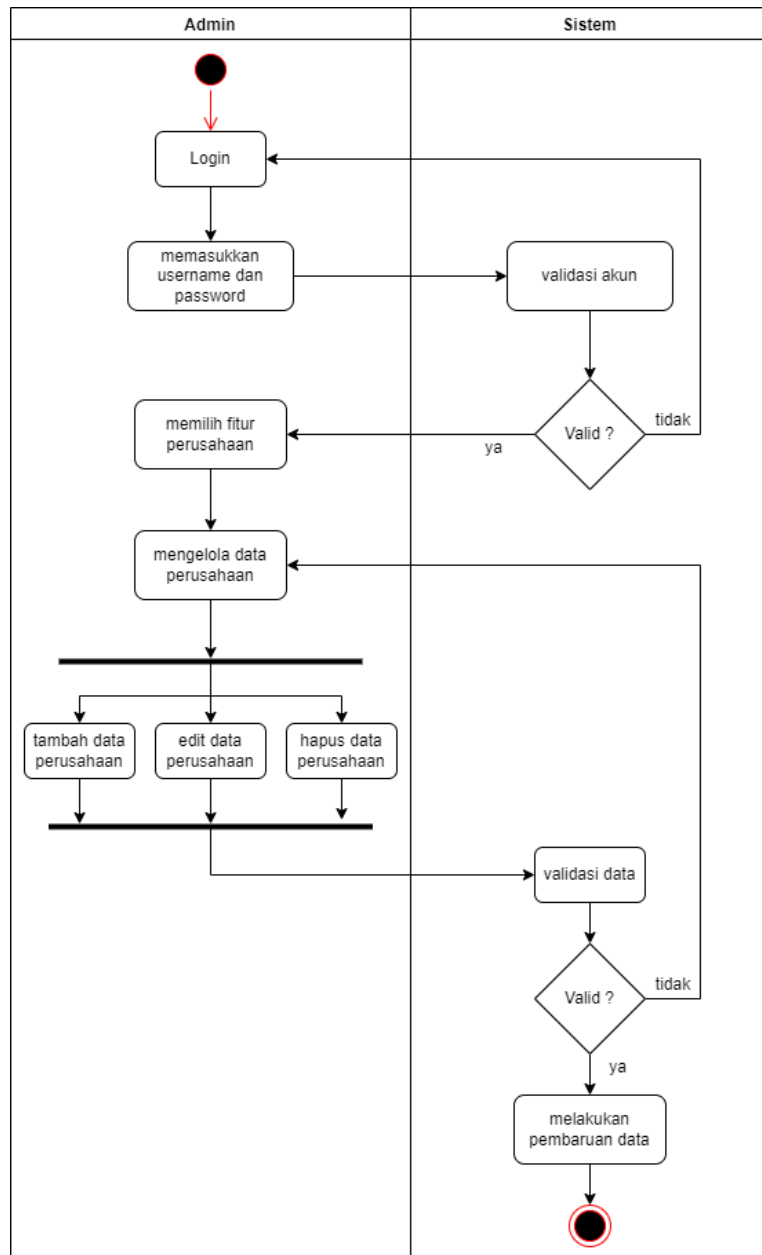 Admin
Sistem
Login
memasukkan
username dan
password
validasi akun
memilih fitur
perusahaan
Valid ?
tidak
ya
mengelola data
perusahaan
tambah data
perusahaan
edit data
perusahaan
hapus data
perusahaan
validasi data
Valid ?
tidak
ya
melakukan
pembaruan data